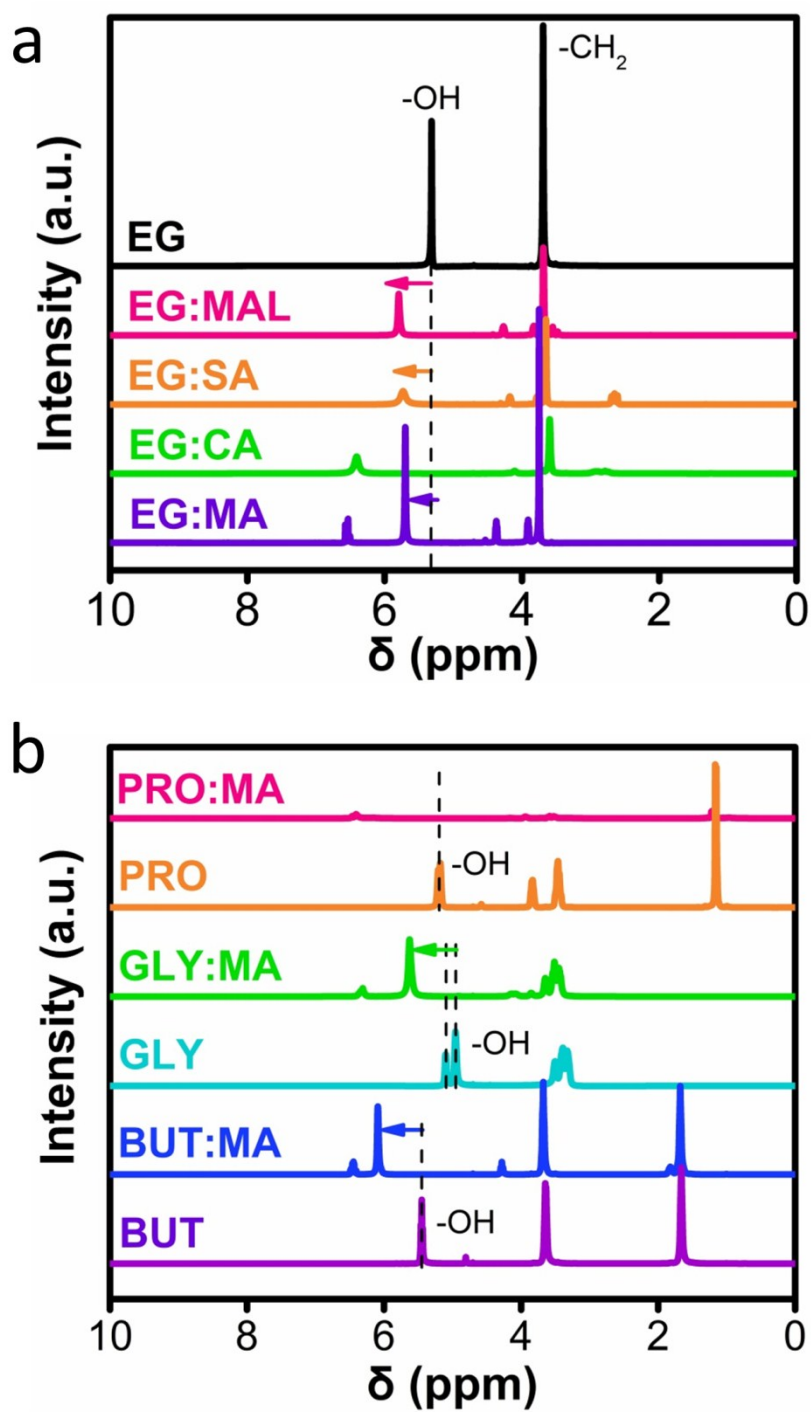 a
-CH2
-OH
EG
EG:MAL
EG:SA
EG:CA
EG:MA
Intensity (a.u.)
10 8 6 4 2 0
δ (ppm)
b
PRO:MA
PRO
-OH
GLY:MA
GLY
-OH
BUT:MA
BUT
-OH
Intensity (a.u.)
10 8 6 4 2 0
δ (ppm)